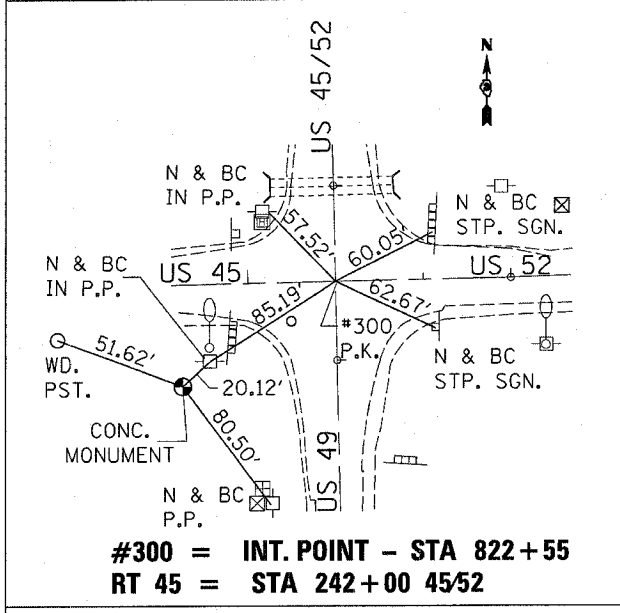 US 45/52
N
N & BC
IN P.P.
57.52'
60.05'
N & BC
STP. SGN.
US 45
US 52
N & BC
IN P.P.
85.19'
62.67'
#300
P.K.
N & BC
STP. SGN.
51.62'
WD.
PST.
20.12'
CONC.
MONUMENT
80.50'
US 49
N & BC
P.P.
#300 = INT. POINT - STA 822+55
RT 45 = STA 242+00 45/52